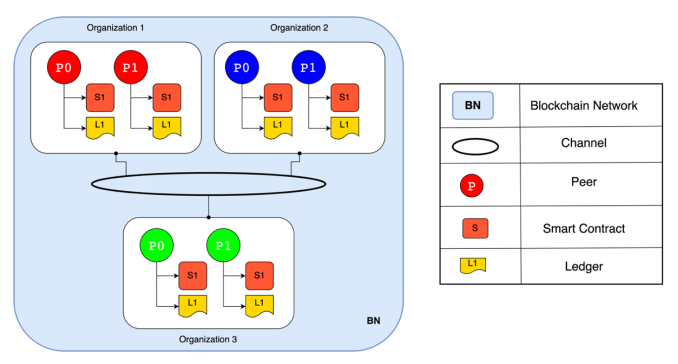 Organization 1
Organization 2
P0 P1
P0 P1
S1 S1
S1 S1
L1 L1
L1 L1
P0 P1
S1 S1
L1 L1
Organization 3
BN
BN Blockchain Network
Channel
P Peer
S Smart Contract
L1 Ledger